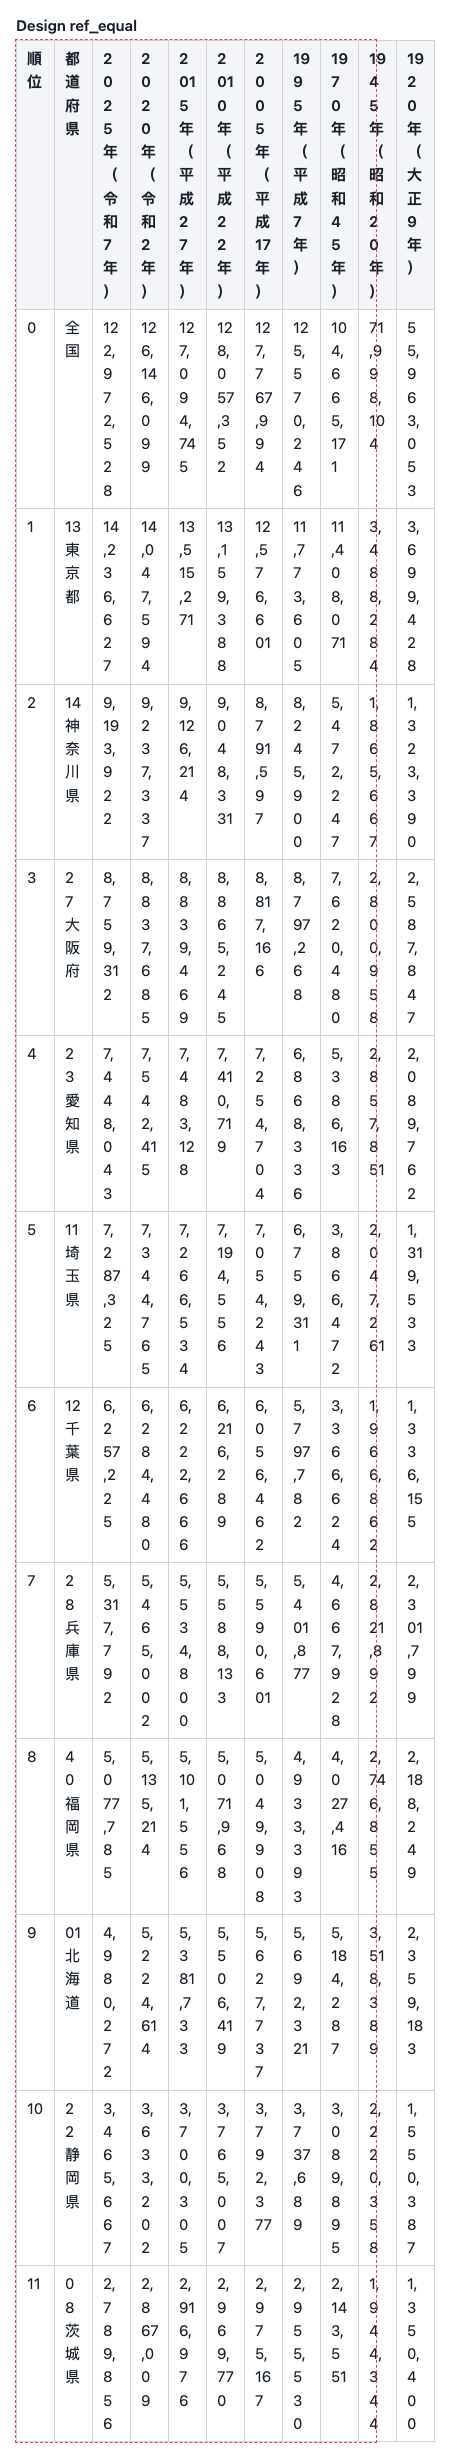 Design ref_equal
順位 都道府県 2025年（令和7年） 2020年（令和2年） 2015年（平成27年） 2010年（平成22年） 2005年（平成17年） 1995年（平成7年） 1970年（昭和45年） 1945年（昭和20年） 1920年（大正9年）
0 全国 122,972,528 126,146,099 127,094,745 128,057,352 127,767,994 125,570,246 104,665,171 71,998,104 55,963,053
1 13東京都 14,236,627 14,047,594 13,515,271 13,159,388 12,576,601 11,773,605 11,408,071 3,488,284 3,699,428
2 14神奈川県 9,193,922 9,237,337 9,126,214 9,048,331 8,791,597 8,245,900 5,472,247 1,865,667 1,323,390
3 27大阪府 8,759,312 8,837,685 8,839,469 8,865,245 8,817,166 8,797,268 7,620,480 2,800,958 2,587,847
4 23愛知県 7,448,043 7,542,415 7,483,128 7,410,719 7,254,704 6,868,336 5,386,163 2,857,851 2,089,762
5 11埼玉県 7,287,325 7,344,765 7,266,534 7,194,556 7,054,243 6,759,311 3,866,472 2,047,261 1,319,533
6 12千葉県 6,257,225 6,284,480 6,222,666 6,216,289 6,056,462 5,797,782 3,366,624 1,966,862 1,336,155
7 28兵庫県 5,317,792 5,465,002 5,534,800 5,588,133 5,590,601 5,401,877 4,667,928 2,821,892 2,301,799
8 40福岡県 5,077,785 5,135,214 5,101,556 5,071,968 5,049,908 4,933,393 4,027,416 2,746,855 2,188,249
9 01北海道 4,980,272 5,224,614 5,381,733 5,506,419 5,627,737 5,692,321 5,184,287 3,518,389 2,359,183
10 22静岡県 3,465,667 3,633,202 3,700,305 3,765,007 3,792,377 3,737,689 3,089,895 2,220,358 1,550,387
11 08茨城県 2,789,856 2,867,009 2,916,976 2,969,770 2,975,167 2,955,530 2,143,551 1,944,344 1,350,400